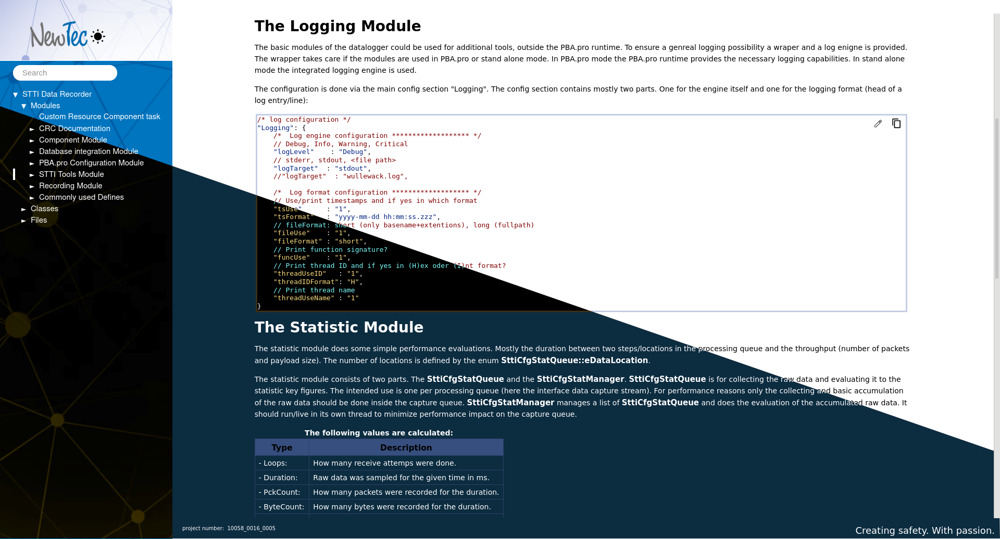 NewTec
Search
STTI Data Recorder
Modules
Custom Resource Component task
CRC Documentation
Component Module
Database integration Module
PBA.pro Configuration Module
STTI Tools Module
Recording Module
Commonly used Defines
Classes
Files
The Logging Module
The basic modules of the datalogger could be used for additional tools, outside the PBA.pro runtime. To ensure a genreal logging possibility a wraper and a log enigne is provided.
The wrapper takes care if the modules are used in PBA.pro or stand alone mode. In PBA.pro mode the PBA.pro runtime provides the necessary logging capabilities. In stand alone
mode the integrated logging engine is used.
The configuration is done via the main config section "Logging". The config section contains mostly two parts. One for the engine itself and one for the logging format (head of a
log entry/line):
/* log configuration */
"Logging": {
    /*  Log engine configuration ******************* */
    // Debug, Info, Warning, Critical
    "logLevel"    : "Debug",
    // stderr, stdout, <file path>
    "logTarget"  : "stdout",
    //"logTarget"  : "wullewack.log",
    /*  Log format configuration ******************* */
    // Use/print timestamps and if yes in which format
    "tsUse"      : "1",
    "tsFormat"   : "yyyy-mm-dd hh:mm:ss.zzz",
    // fileFormat: short (only basename+extentions), long (fullpath)
    "fileUse"    : "1",
    "fileFormat" : "short",
    // Print function signature?
    "funcUse"    : "1",
    // Print thread ID and if yes in (H)ex oder (I)nt format?
    "threadUseID"   : "1",
    "threadIDFormat": "H",
    // Print thread name
    "threadUseName" : "1"
}
The Statistic Module
The statistic module does some simple performance evaluations. Mostly the duration between two steps/locations in the processing queue and the throughput (number of packets
and payload size). The number of locations is defined by the enum SttiCfgStatQueue::eDataLocation.
The statistic module consists of two parts. The SttiCfgStatQueue and the SttiCfgStatManager. SttiCfgStatQueue is for collecting the raw data and evaluating it to the
statistic key figures. The intended use is one per processing queue (here the interface data capture stream). For performance reasons only the collecting and basic accumulation
of the raw data should be done inside the capture queue. SttiCfgStatManager manages a list of SttiCfgStatQueue and does the evaluation of the accumulated raw data. It
should run/live in its own thread to minimize performance impact on the capture queue.
The following values are calculated:
Type Description
- Loops: How many receive attemps were done.
- Duration: Raw data was sampled for the given time in ms.
- PckCount: How many packets were recorded for the duration.
- ByteCount: How many bytes were recorded for the duration.
project number: 10058_0016_0005
Creating safety. With passion.